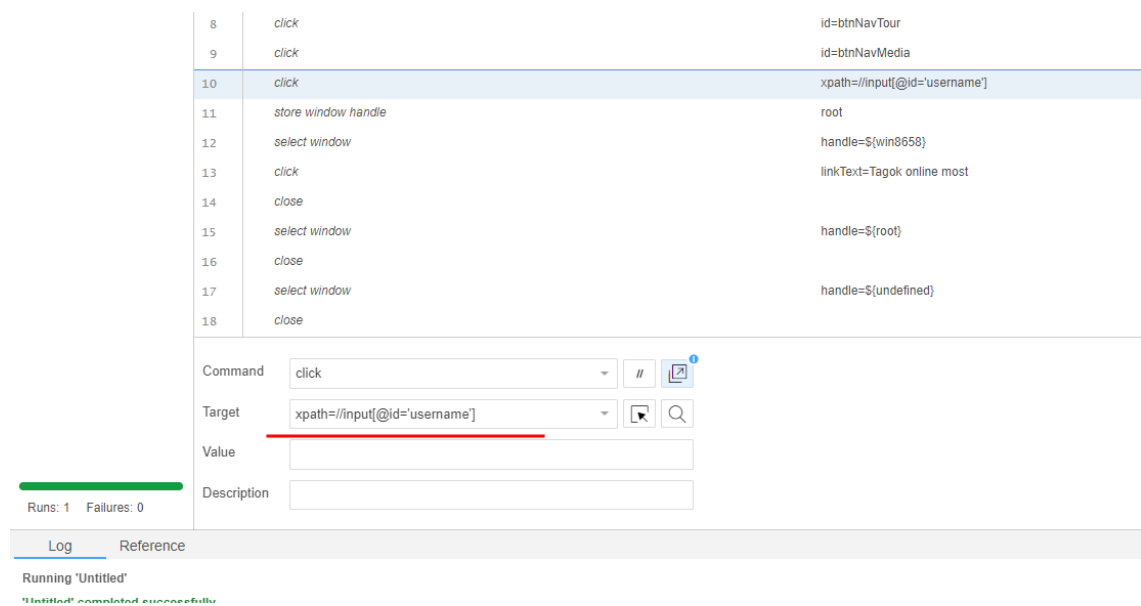 8 click id=btnNavTour
9 click id=btnNavMedia
10 click xpath=//input[@id='username']
11 store window handle root
12 select window handle=${win8658}
13 click linkText=Tagok online most
14 close
15 select window handle=${root}
16 close
17 select window handle=${undefined}
18 close
Command click //
Target xpath=//input[@id='username']
Value
Description
Runs: 1 Failures: 0
Log Reference
Running 'Untitled'
'Untitled' completed successfully